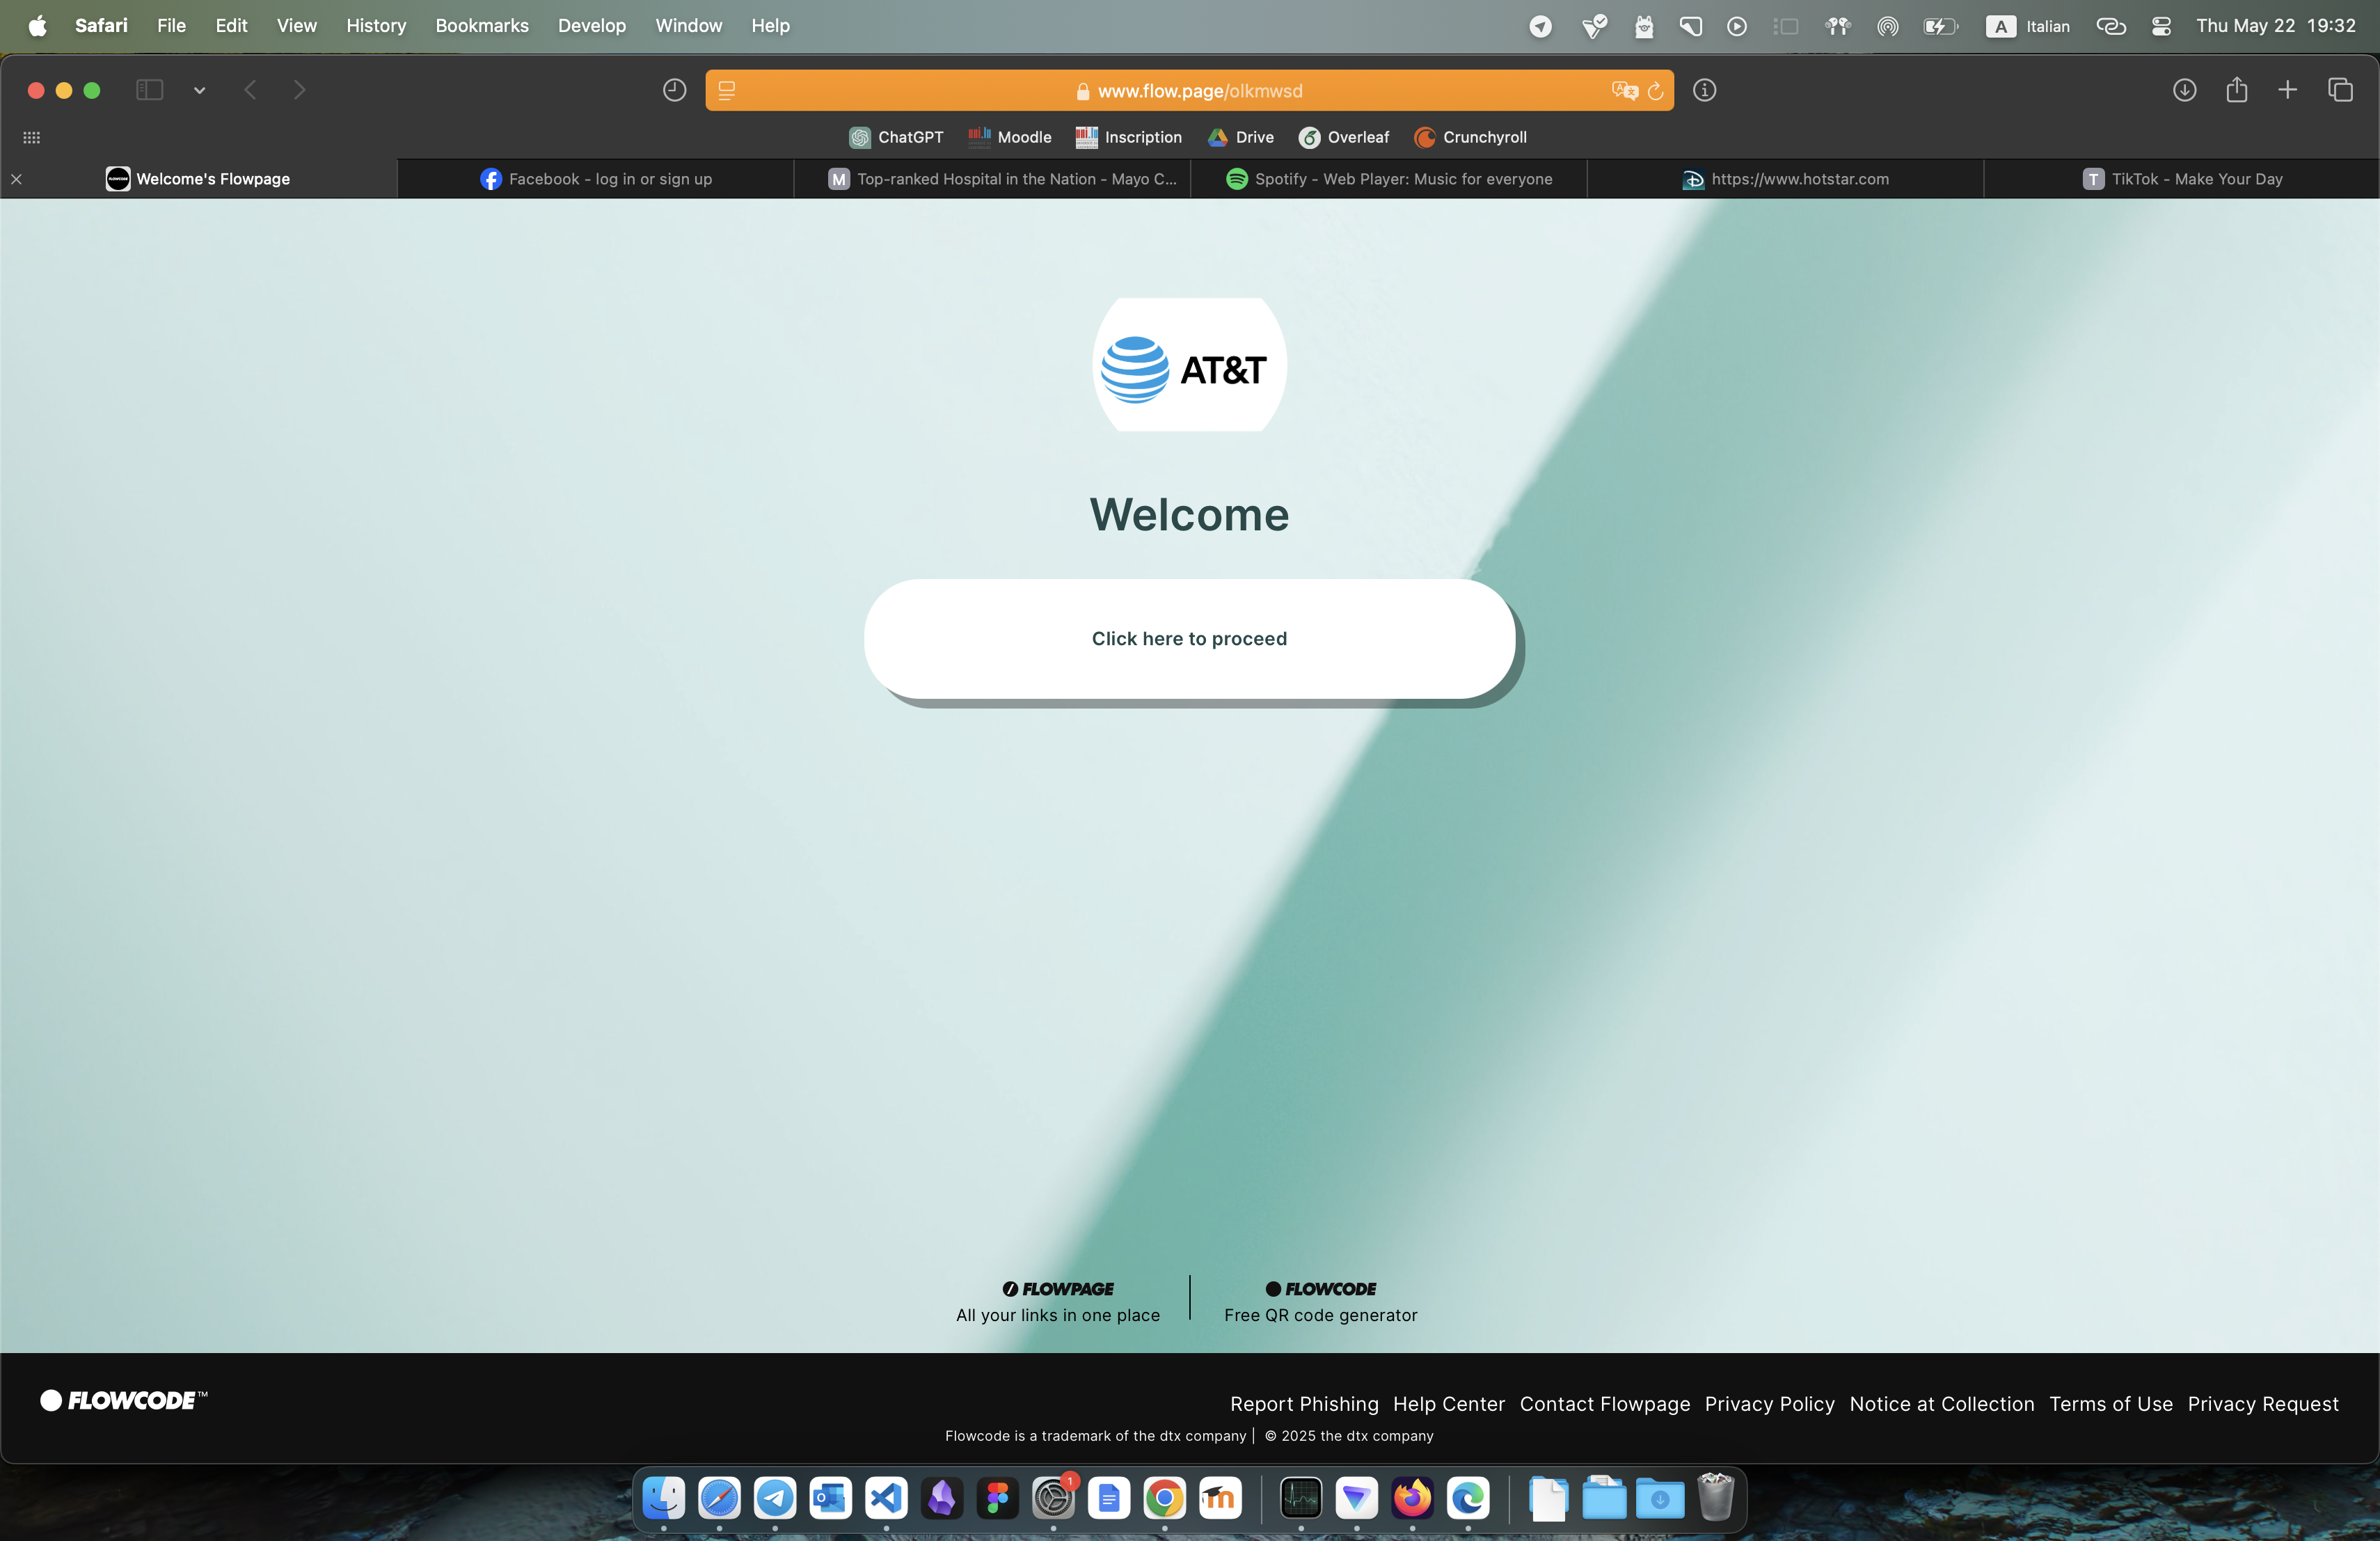 Safari File Edit View History Bookmarks Develop Window Help A Italian Thu May 22 19:32
www.flow.page/olkmwsd
ChatGPT Moodle Inscription Drive Overleaf Crunchyroll
Welcome's Flowpage Facebook - log in or sign up M Top-ranked Hospital in the Nation - Mayo C... Spotify - Web Player: Music for everyone https://www.hotstar.com T TikTok - Make Your Day
AT&T
Welcome
Click here to proceed
FLOWPAGE FLOWCODE
All your links in one place Free QR code generator
FLOWCODE™
Report Phishing Help Center Contact Flowpage Privacy Policy Notice at Collection Terms of Use Privacy Request
Flowcode is a trademark of the dtx company | © 2025 the dtx company
1